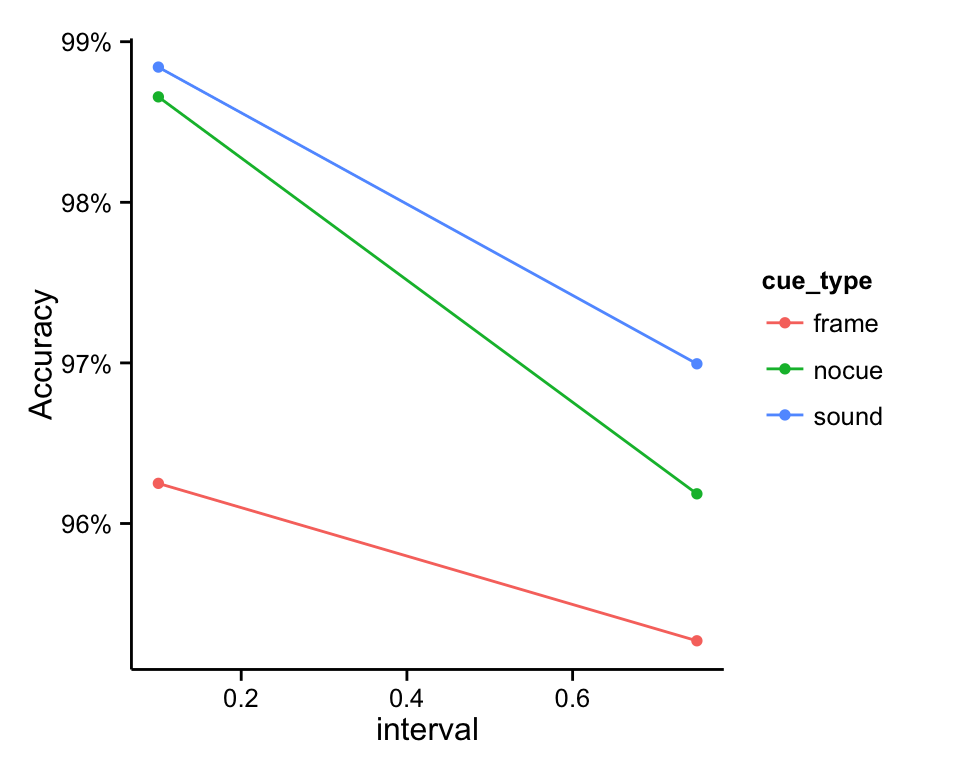 99%
98%
97%
96%
Accuracy
0.2
0.4
0.6
interval
cue_type
frame
nocue
sound